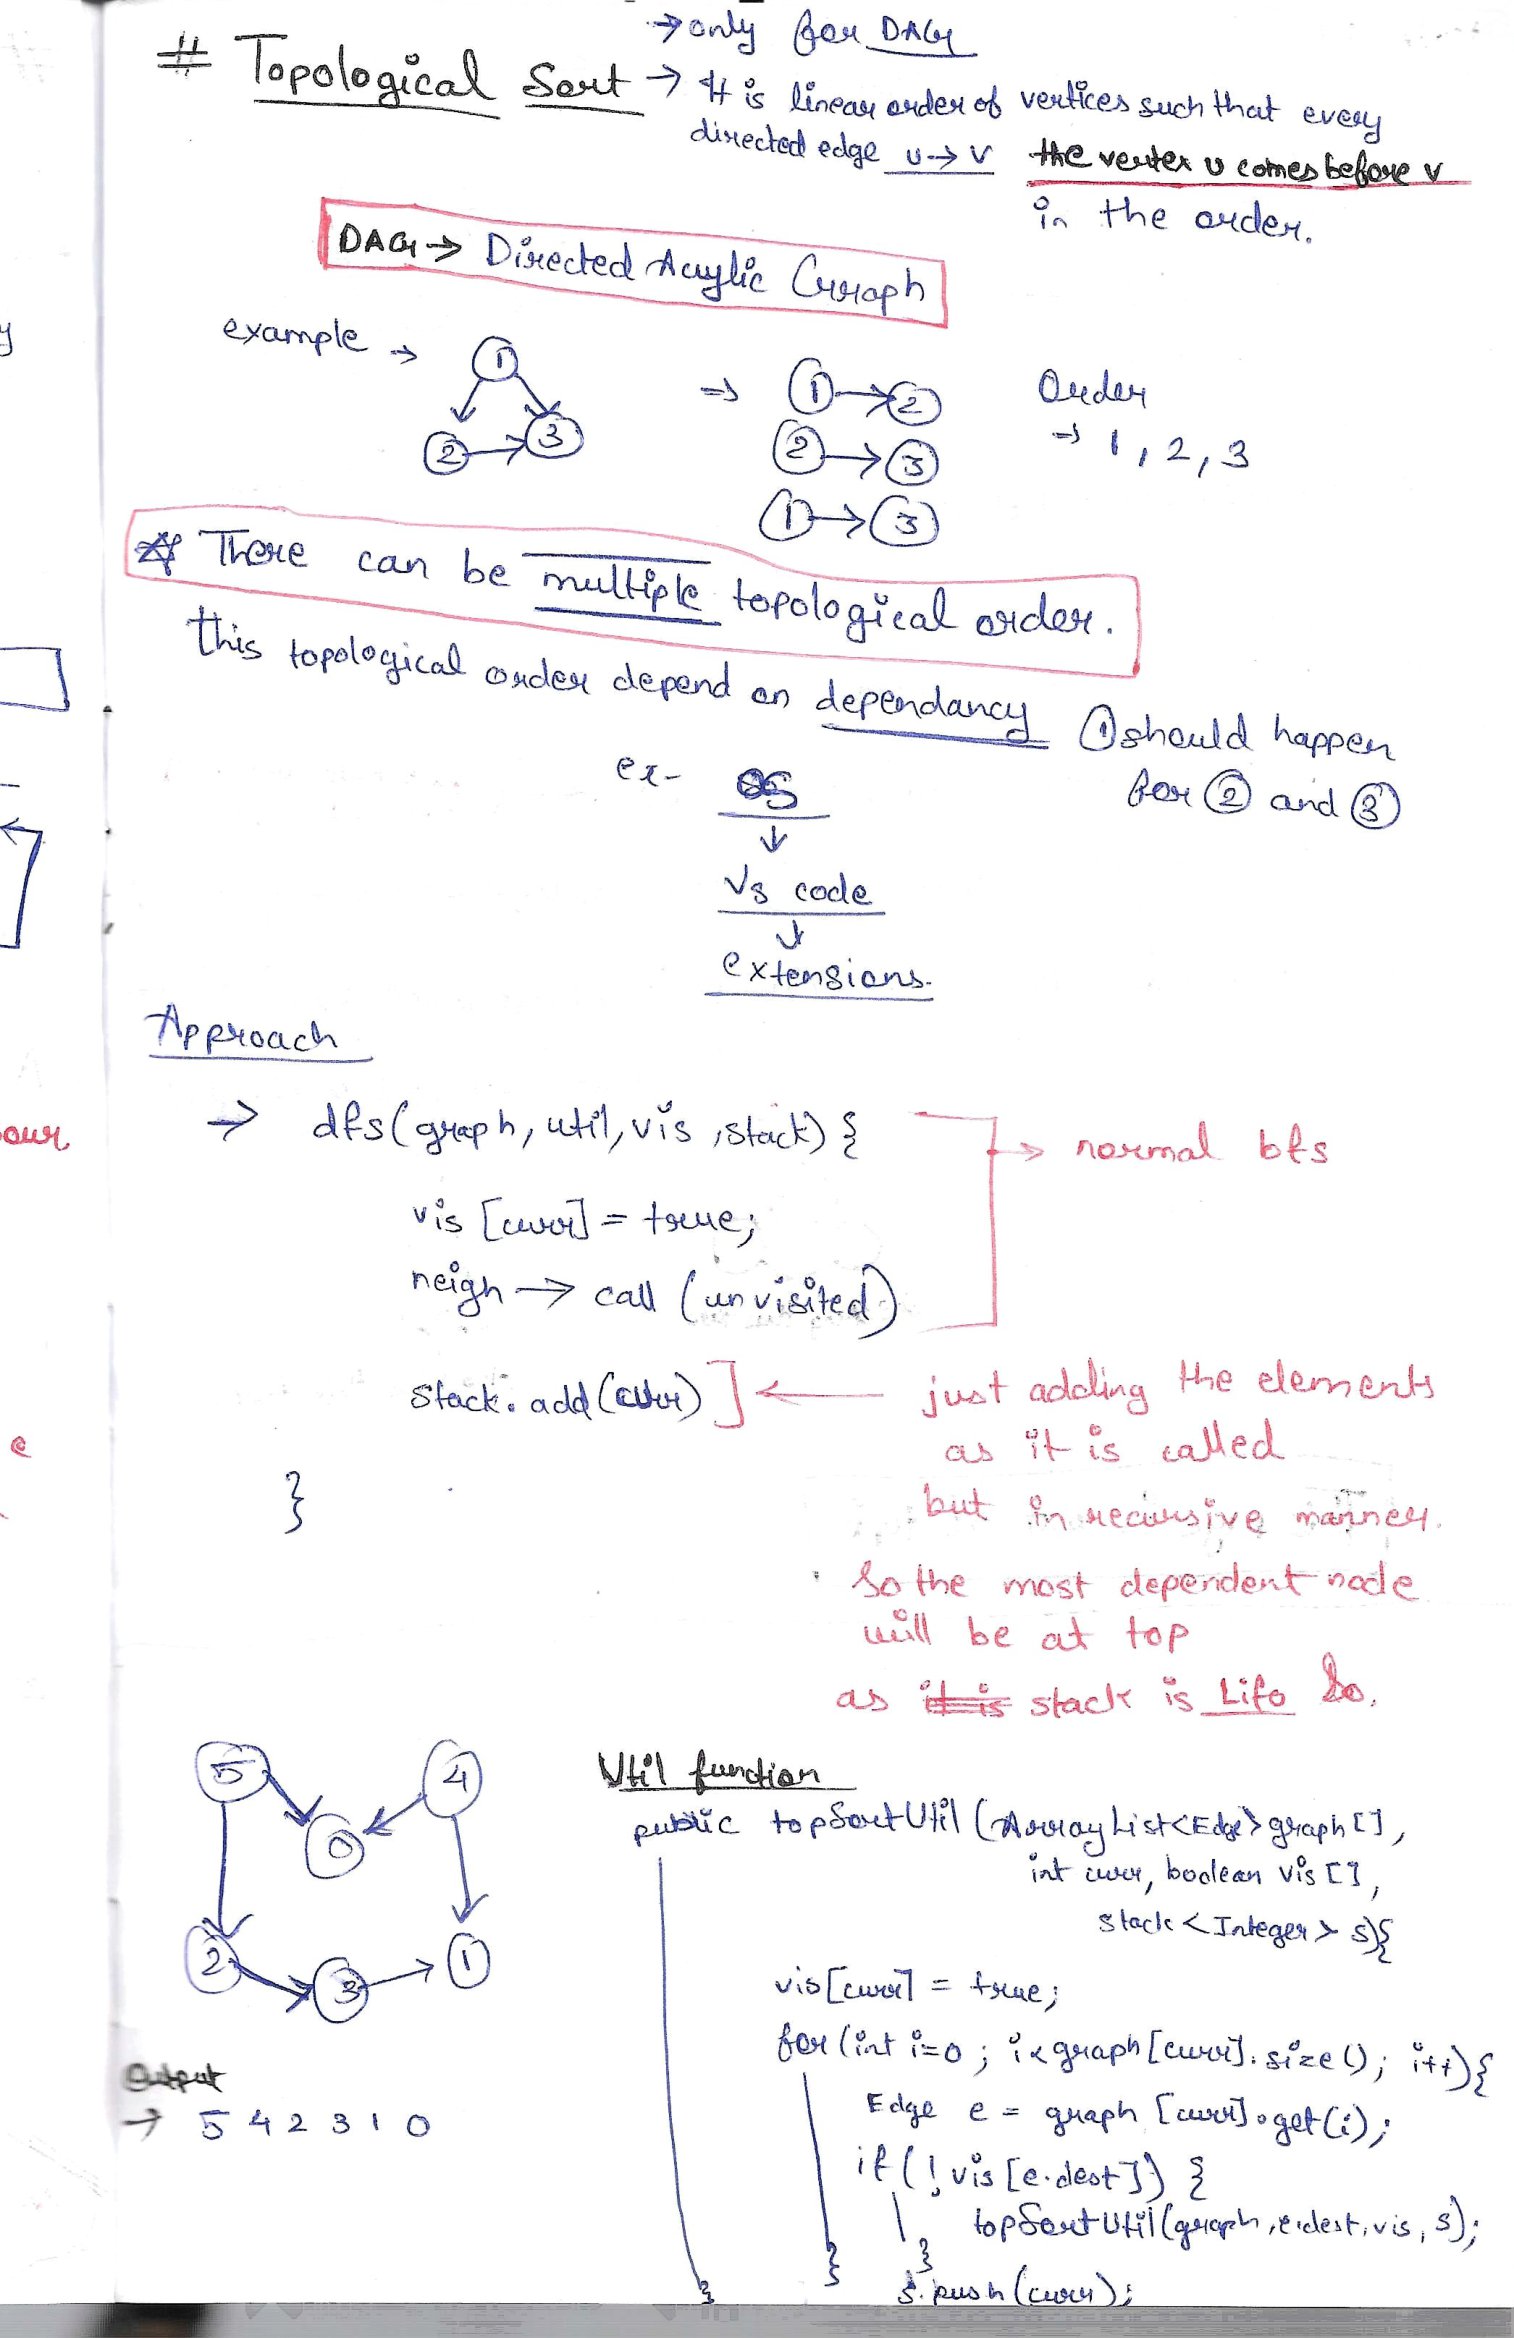 → only for DAG
# Topological Sort → It is linear order of vertices such that every
directed edge u→v the vertex u comes before v
in the order.
DAG → Directed Acylic Graph
example →
1
2 → 3
⇒ 1 → 2
2 → 3
1 → 3
Order
⇒ 1, 2, 3
☆ There can be multiple topological order.
this topological order depend on dependancy
① should happen
for ② and ③
ex- OS
↓
Vs code
↓
extensions.
Approach
→ dfs(graph, util, vis, stack) {
vis [curr] = true;
neigh → call (unvisited)
→ normal bfs
stack. add (curr) ] ←
just adding the elements
as it is called
but in recursive manner.
So the most dependent node
will be at top
as it is stack is Lifo So.
5 4
0
2 3 1
Output
→ 5 4 2 3 1 0
Util function
public topSortUtil (ArrayList<Edge> graph[],
int curr, boolean vis [],
stack <Integer> s){
vis[curr] = true;
for (int i=0; i<graph[curr].size(); i++){
Edge e = graph [curr].get(i);
if (!vis [e.dest]) {
topSortUtil(graph, e.dest, vis, s);
}
}
s.push (curr);
}
y
our
e